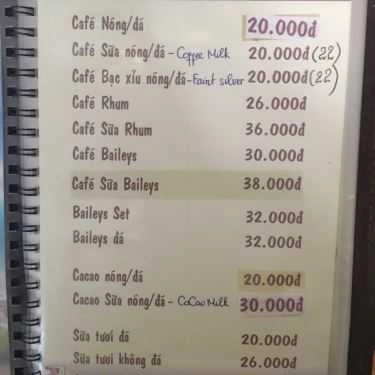 Café Nóng/đá 20.000đ
Café Sữa nóng/đá - Coffee Milk 20.000đ (22)
Café Bạc xỉu nóng/đá - Faint silver 20.000đ (22)
Café Rhum 26.000đ
Café Sữa Rhum 36.000đ
Café Baileys 30.000đ
Café Sữa Baileys 38.000đ
Baileys Set 32.000đ
Baileys đá 32.000đ
Cacao nóng/đá 20.000đ
Cacao Sữa nóng/đá - CaCao Milk 30.000đ
Sữa tươi đá 20.000đ
Sữa tươi không đá 26.000đ